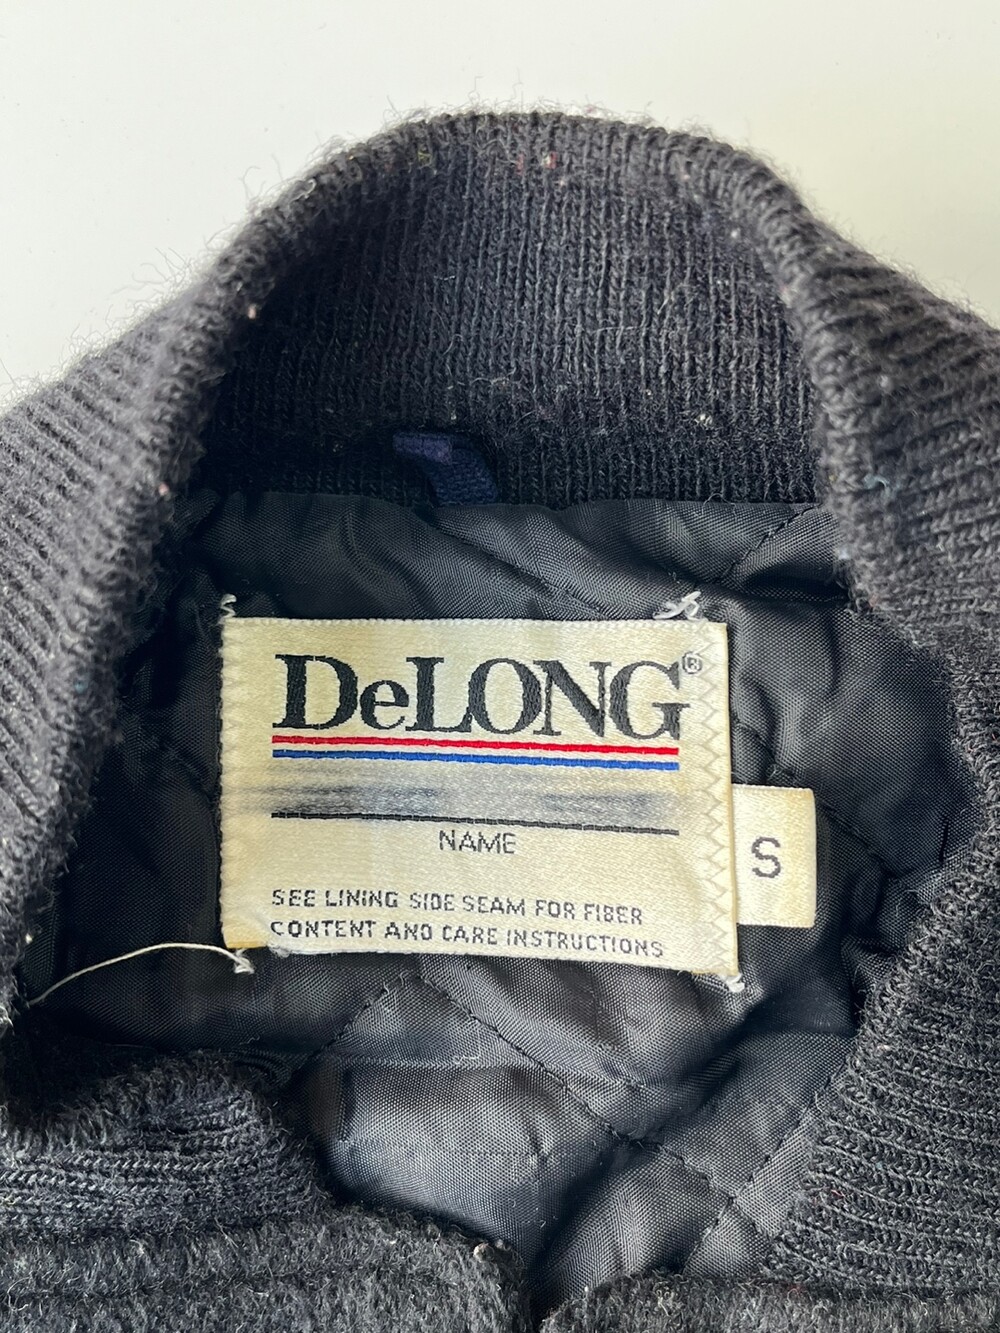 DeLONG®
NAME
S
SEE LINING SIDE SEAM FOR FIBER
CONTENT AND CARE INSTRUCTIONS